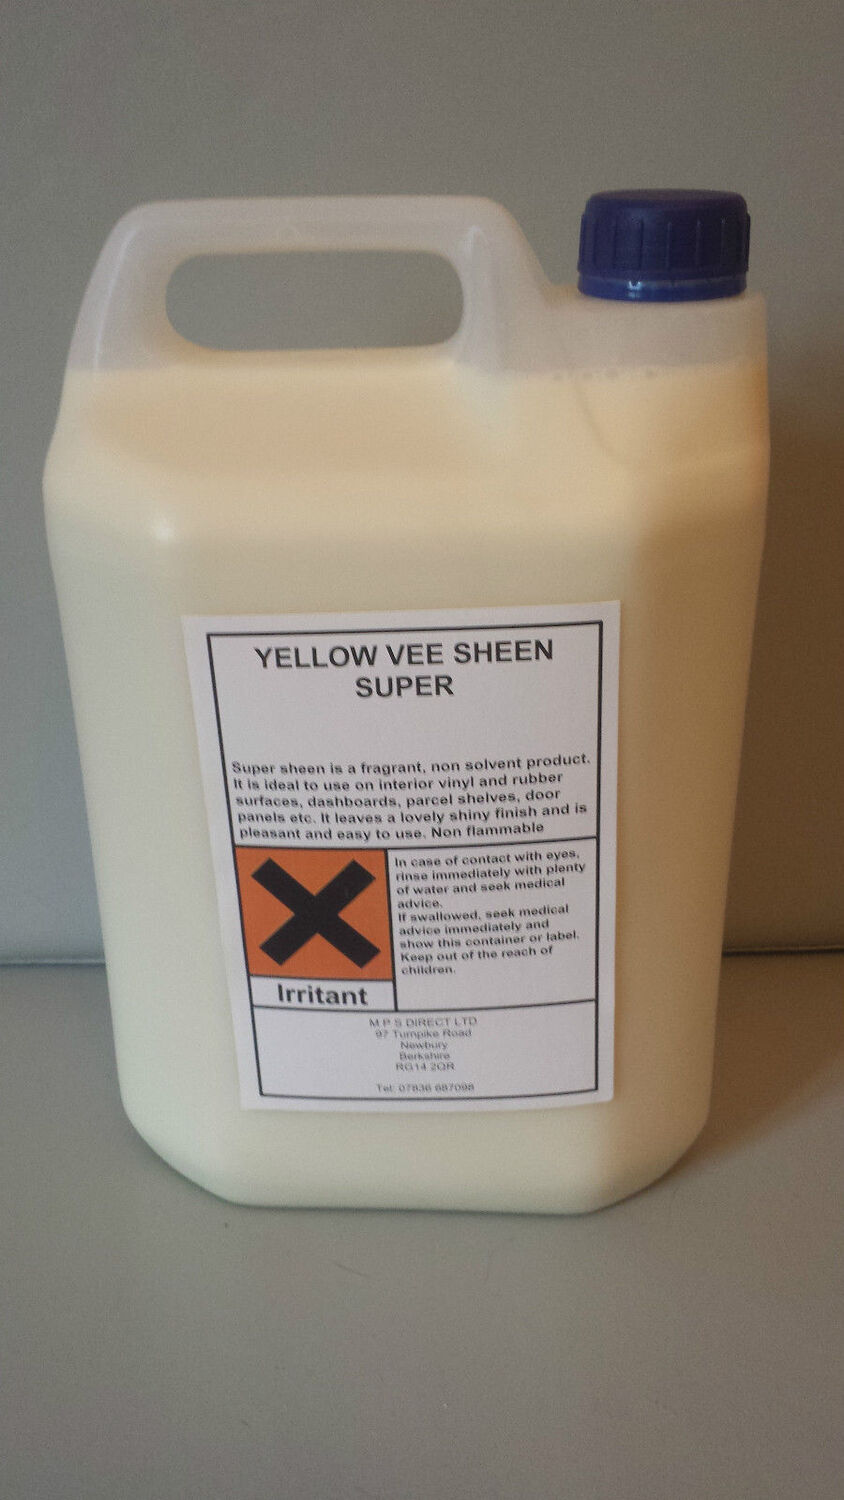 YELLOW VEE SHEEN
SUPER
Super sheen is a fragrant, non solvent product.
It is ideal to use on interior vinyl and rubber
surfaces, dashboards, parcel shelves, door
panels etc. It leaves a lovely shiny finish and is
pleasant and easy to use. Non flammable
In case of contact with eyes,
rinse immediately with plenty
of water and seek medical
advice.
If swallowed, seek medical
advice immediately and
show this container or label.
Keep out of the reach of
children.
Irritant
M P S DIRECT LTD
97 Turnpike Road
Newbury
Berkshire
RG14 2QR
Tel: 07836 687098